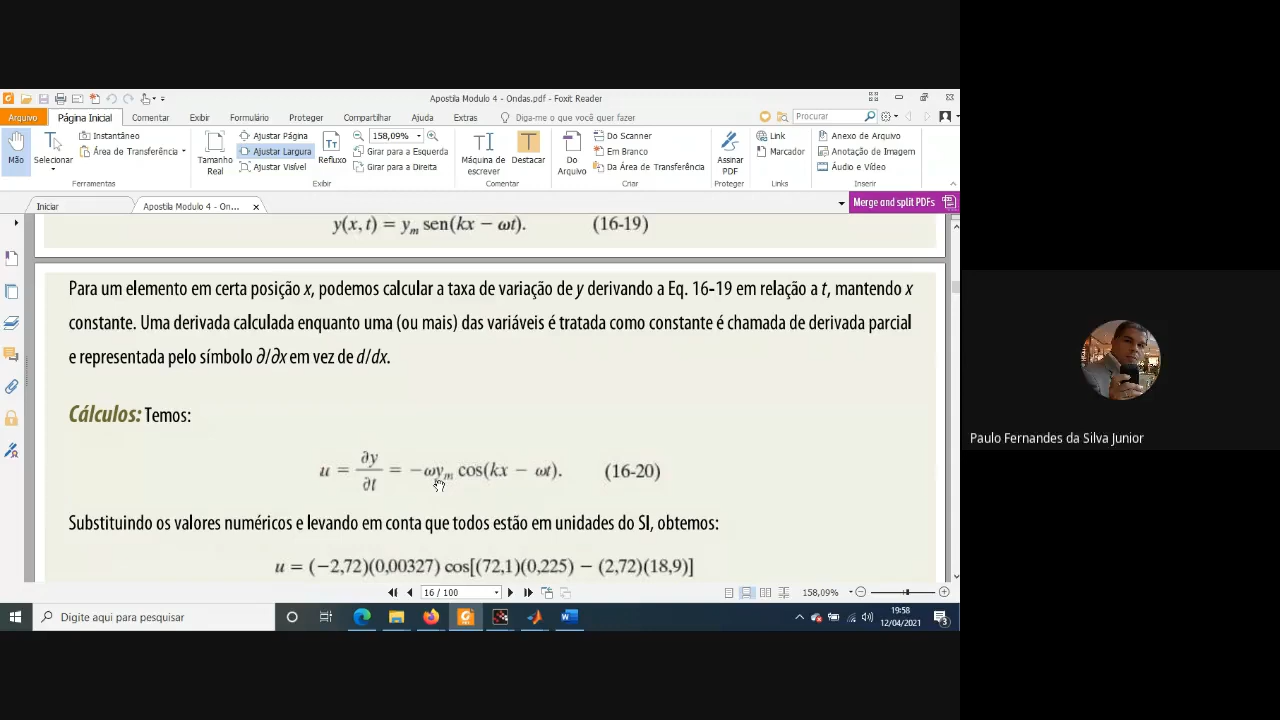 Apostila Modulo 4 - Ondas.pdf - Foxit Reader
Arquivo Página Inicial Comentar Exibir Formulário Proteger Compartilhar Ajuda Extras Diga-me o que você quer fazer Procurar
Mão
Selecionar
Instantâneo
Área de Transferência
Ferramentas
Tamanho Real
Ajustar Página
Ajustar Largura
Ajustar Visível
Refluxo
158,09%
Girar para a Esquerda
Girar para a Direita
Exibir
Máquina de escrever
Destacar
Comentar
Do Arquivo
Do Scanner
Em Branco
Da Área de Transferência
Criar
Assinar PDF
Proteger
Link
Marcador
Links
Anexo de Arquivo
Anotação de Imagem
Áudio e Vídeo
Inserir
Iniciar Apostila Modulo 4 - On... Merge and split PDFs
y(x, t) = yₘ sen(kx − ωt). (16-19)
Para um elemento em certa posição x, podemos calcular a taxa de variação de y derivando a Eq. 16-19 em relação a t, mantendo x
constante. Uma derivada calculada enquanto uma (ou mais) das variáveis é tratada como constante é chamada de derivada parcial
e representada pelo símbolo ∂/∂x em vez de d/dx.
Cálculos: Temos:
u = ∂y/∂t = −ωyₘ cos(kx − ωt). (16-20)
Substituindo os valores numéricos e levando em conta que todos estão em unidades do SI, obtemos:
u = (−2,72)(0,00327) cos[(72,1)(0,225) − (2,72)(18,9)]
16 / 100 158,09%
Digite aqui para pesquisar
19:58
12/04/2021
3
Paulo Fernandes da Silva Junior